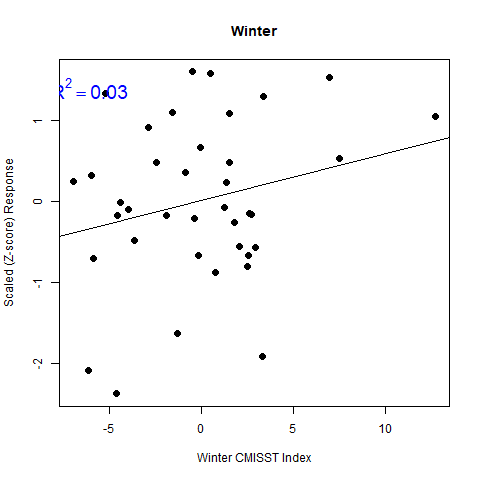 Winter
R² = 0.03
Scaled (Z-score) Response
1
0
-1
-2
-5 0 5 10
Winter CMISST Index